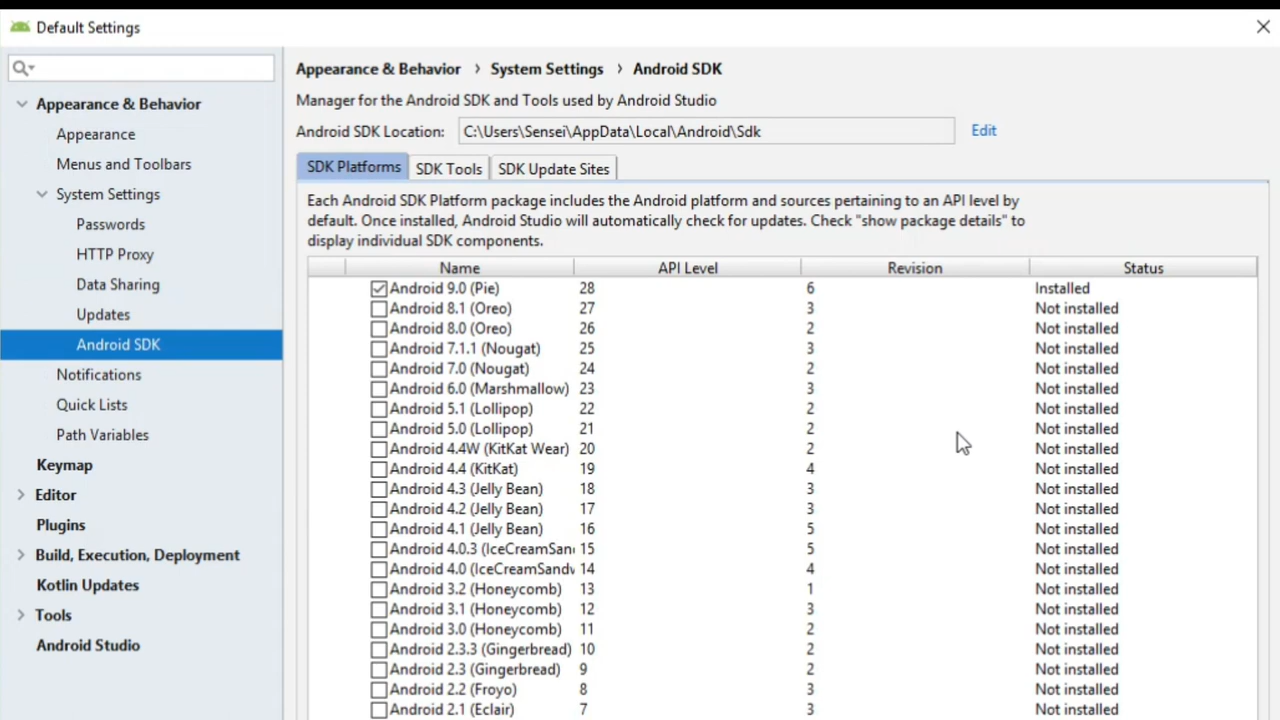 Default Settings
Appearance & Behavior
Appearance
Menus and Toolbars
System Settings
Passwords
HTTP Proxy
Data Sharing
Updates
Android SDK
Notifications
Quick Lists
Path Variables
Keymap
Editor
Plugins
Build, Execution, Deployment
Kotlin Updates
Tools
Android Studio
Appearance & Behavior › System Settings › Android SDK
Manager for the Android SDK and Tools used by Android Studio
Android SDK Location: C:\Users\Sensei\AppData\Local\Android\Sdk Edit
SDK Platforms SDK Tools SDK Update Sites
Each Android SDK Platform package includes the Android platform and sources pertaining to an API level by
default. Once installed, Android Studio will automatically check for updates. Check "show package details" to
display individual SDK components.
Name API Level Revision Status
Android 9.0 (Pie) 28 6 Installed
Android 8.1 (Oreo) 27 3 Not installed
Android 8.0 (Oreo) 26 2 Not installed
Android 7.1.1 (Nougat) 25 3 Not installed
Android 7.0 (Nougat) 24 2 Not installed
Android 6.0 (Marshmallow) 23 3 Not installed
Android 5.1 (Lollipop) 22 2 Not installed
Android 5.0 (Lollipop) 21 2 Not installed
Android 4.4W (KitKat Wear) 20 2 Not installed
Android 4.4 (KitKat) 19 4 Not installed
Android 4.3 (Jelly Bean) 18 3 Not installed
Android 4.2 (Jelly Bean) 17 3 Not installed
Android 4.1 (Jelly Bean) 16 5 Not installed
Android 4.0.3 (IceCreamSan 15 5 Not installed
Android 4.0 (IceCreamSandw 14 4 Not installed
Android 3.2 (Honeycomb) 13 1 Not installed
Android 3.1 (Honeycomb) 12 3 Not installed
Android 3.0 (Honeycomb) 11 2 Not installed
Android 2.3.3 (Gingerbread) 10 2 Not installed
Android 2.3 (Gingerbread) 9 2 Not installed
Android 2.2 (Froyo) 8 3 Not installed
Android 2.1 (Eclair) 7 3 Not installed